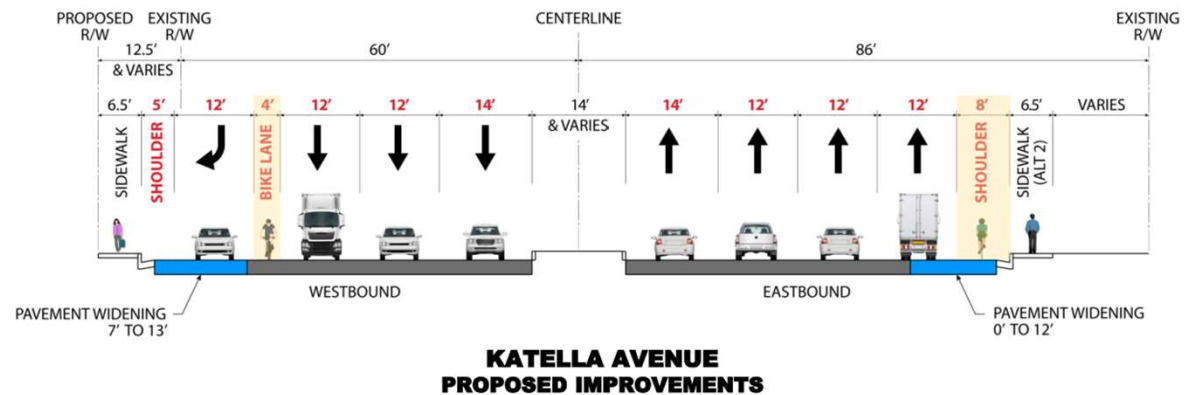 PROPOSED R/W
EXISTING R/W
CENTERLINE
EXISTING R/W
12.5’ & VARIES
60’
86’
6.5’
5’
12’
4’
12’
12’
14’
14’ & VARIES
14’
12’
12’
12’
8’
6.5’
VARIES
SIDEWALK
SHOULDER
BIKE LANE
SHOULDER
SIDEWALK
(ALT 2)
WESTBOUND
EASTBOUND
PAVEMENT WIDENING
7’ TO 13’
PAVEMENT WIDENING
0’ TO 12’
KATELLA AVENUE
PROPOSED IMPROVEMENTS